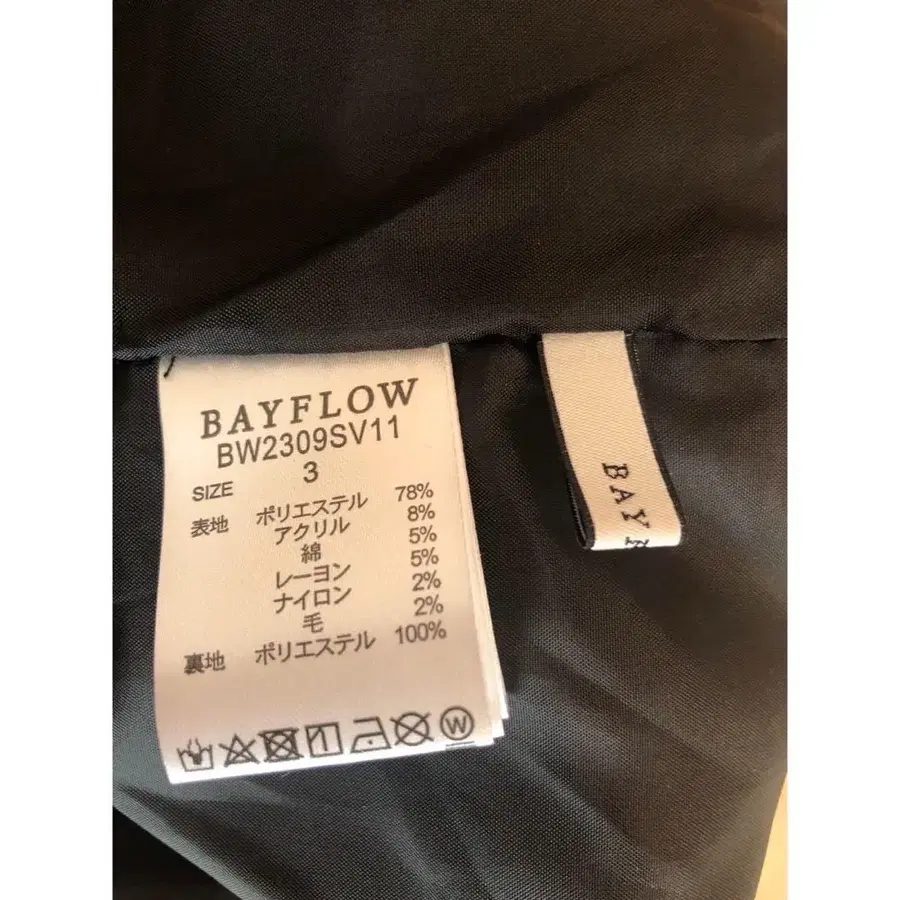 BAYFLOW
BW2309SV11
SIZE 3
表地 ポリエステル 78%
アクリル 8%
綿 5%
レーヨン 5%
ナイロン 2%
毛 2%
裏地 ポリエステル 100%
W
BAY